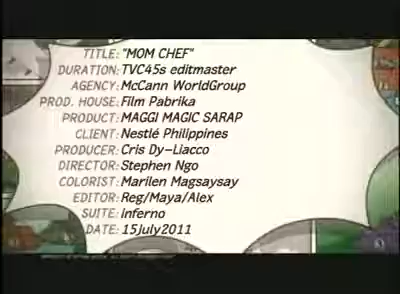 TITLE: "MOM CHEF"
DURATION: TVC45s editmaster
AGENCY: McCann WorldGroup
PROD. HOUSE: Film Pabrika
PRODUCT: MAGGI MAGIC SARAP
CLIENT: Nestlé Philippines
PRODUCER: Cris Dy-Liacco
DIRECTOR: Stephen Ngo
COLORIST: Marilen Magsaysay
EDITOR: Reg/Maya/Alex
SUITE: inferno
DATE: 15July2011